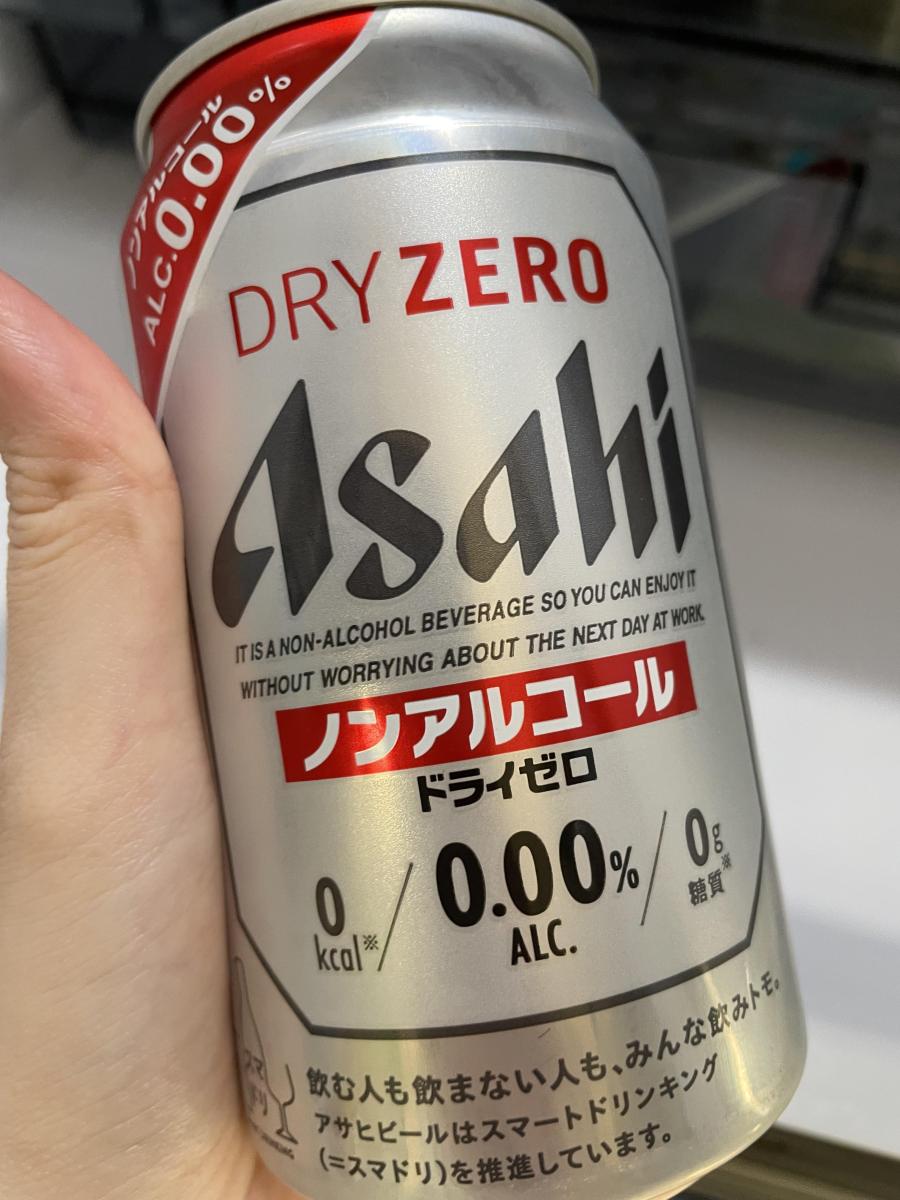 ノンアルコール
ALC.0.00%
DRY ZERO
Asahi
IT IS A NON-ALCOHOL BEVERAGE SO YOU CAN ENJOY IT
WITHOUT WORRYING ABOUT THE NEXT DAY AT WORK.
ノンアルコール
ドライゼロ
0 kcal※ / 0.00% ALC. / 0g 糖質※
飲む人も飲まない人も、みんな飲みトモ。
アサヒビールはスマートドリンキング
(=スマドリ)を推進しています。
スマ
ドリ